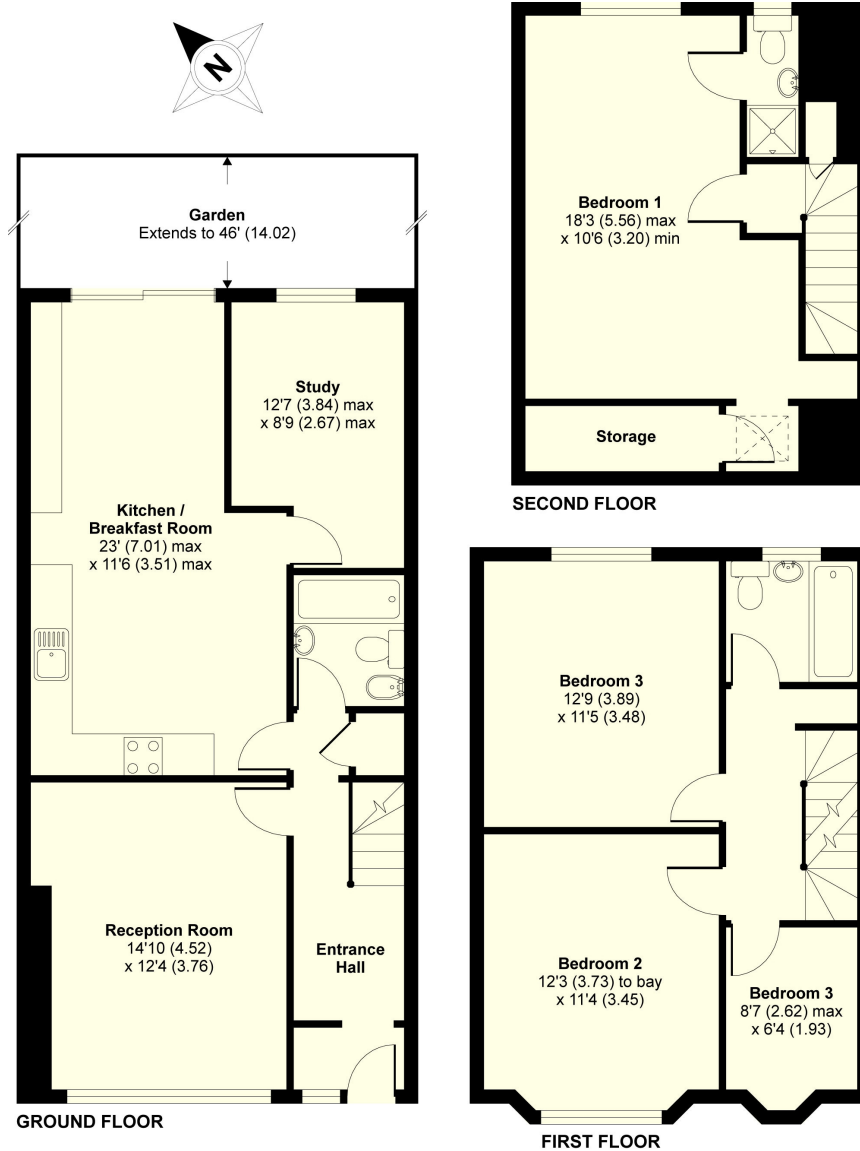 N
Garden
Extends to 46' (14.02)
Study
12'7 (3.84) max
x 8'9 (2.67) max
Kitchen /
Breakfast Room
23' (7.01) max
x 11'6 (3.51) max
Reception Room
14'10 (4.52)
x 12'4 (3.76)
Entrance
Hall
GROUND FLOOR
Bedroom 1
18'3 (5.56) max
x 10'6 (3.20) min
Storage
SECOND FLOOR
Bedroom 3
12'9 (3.89)
x 11'5 (3.48)
Bedroom 2
12'3 (3.73) to bay
x 11'4 (3.45)
Bedroom 3
8'7 (2.62) max
x 6'4 (1.93)
FIRST FLOOR